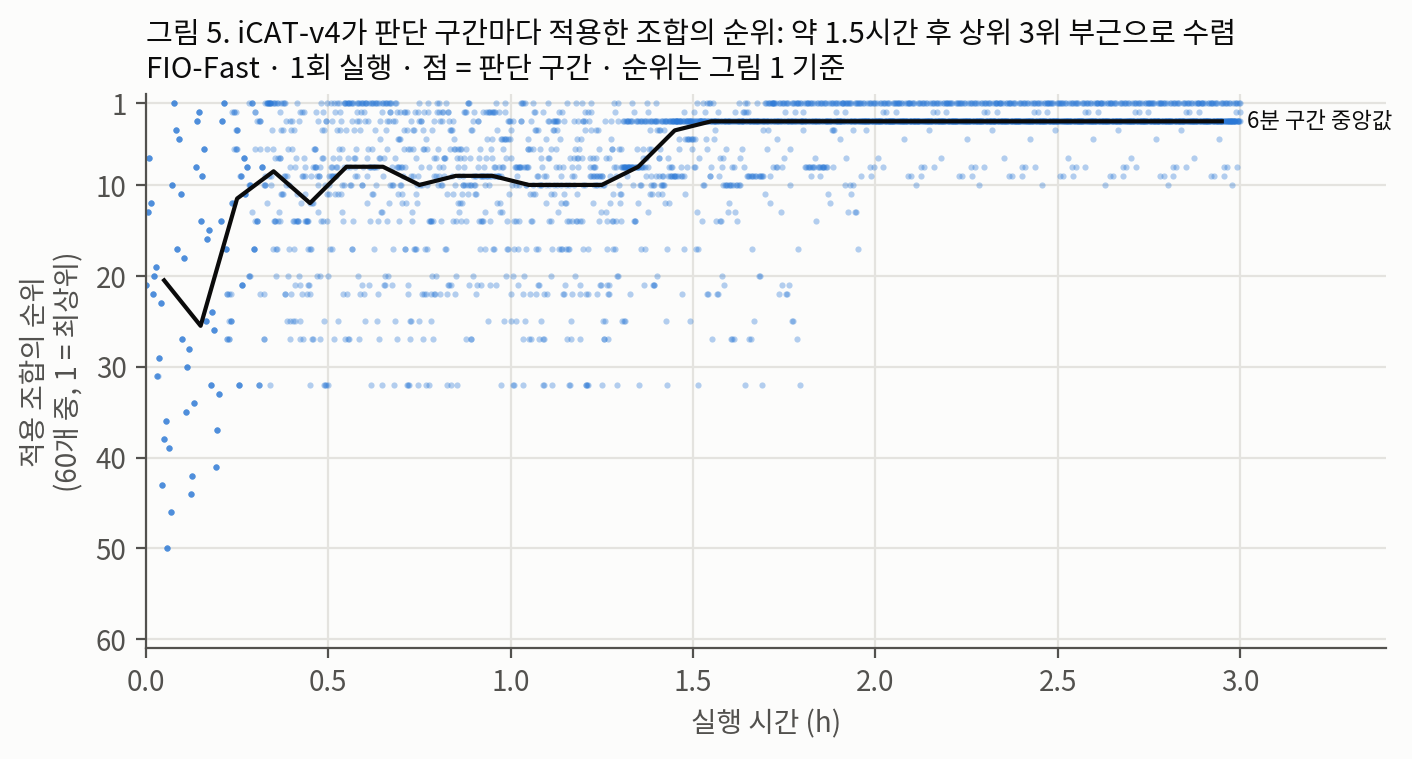 그림 5. iCAT-v4가 판단 구간마다 적용한 조합의 순위: 약 1.5시간 후 상위 3위 부근으로 수렴
FIO-Fast · 1회 실행 · 점 = 판단 구간 · 순위는 그림 1 기준
적용 조합의 순위
(60개 중, 1 = 최상위)
1
10
20
30
40
50
60
6분 구간 중앙값
0.0
0.5
1.0
1.5
2.0
2.5
3.0
실행 시간 (h)